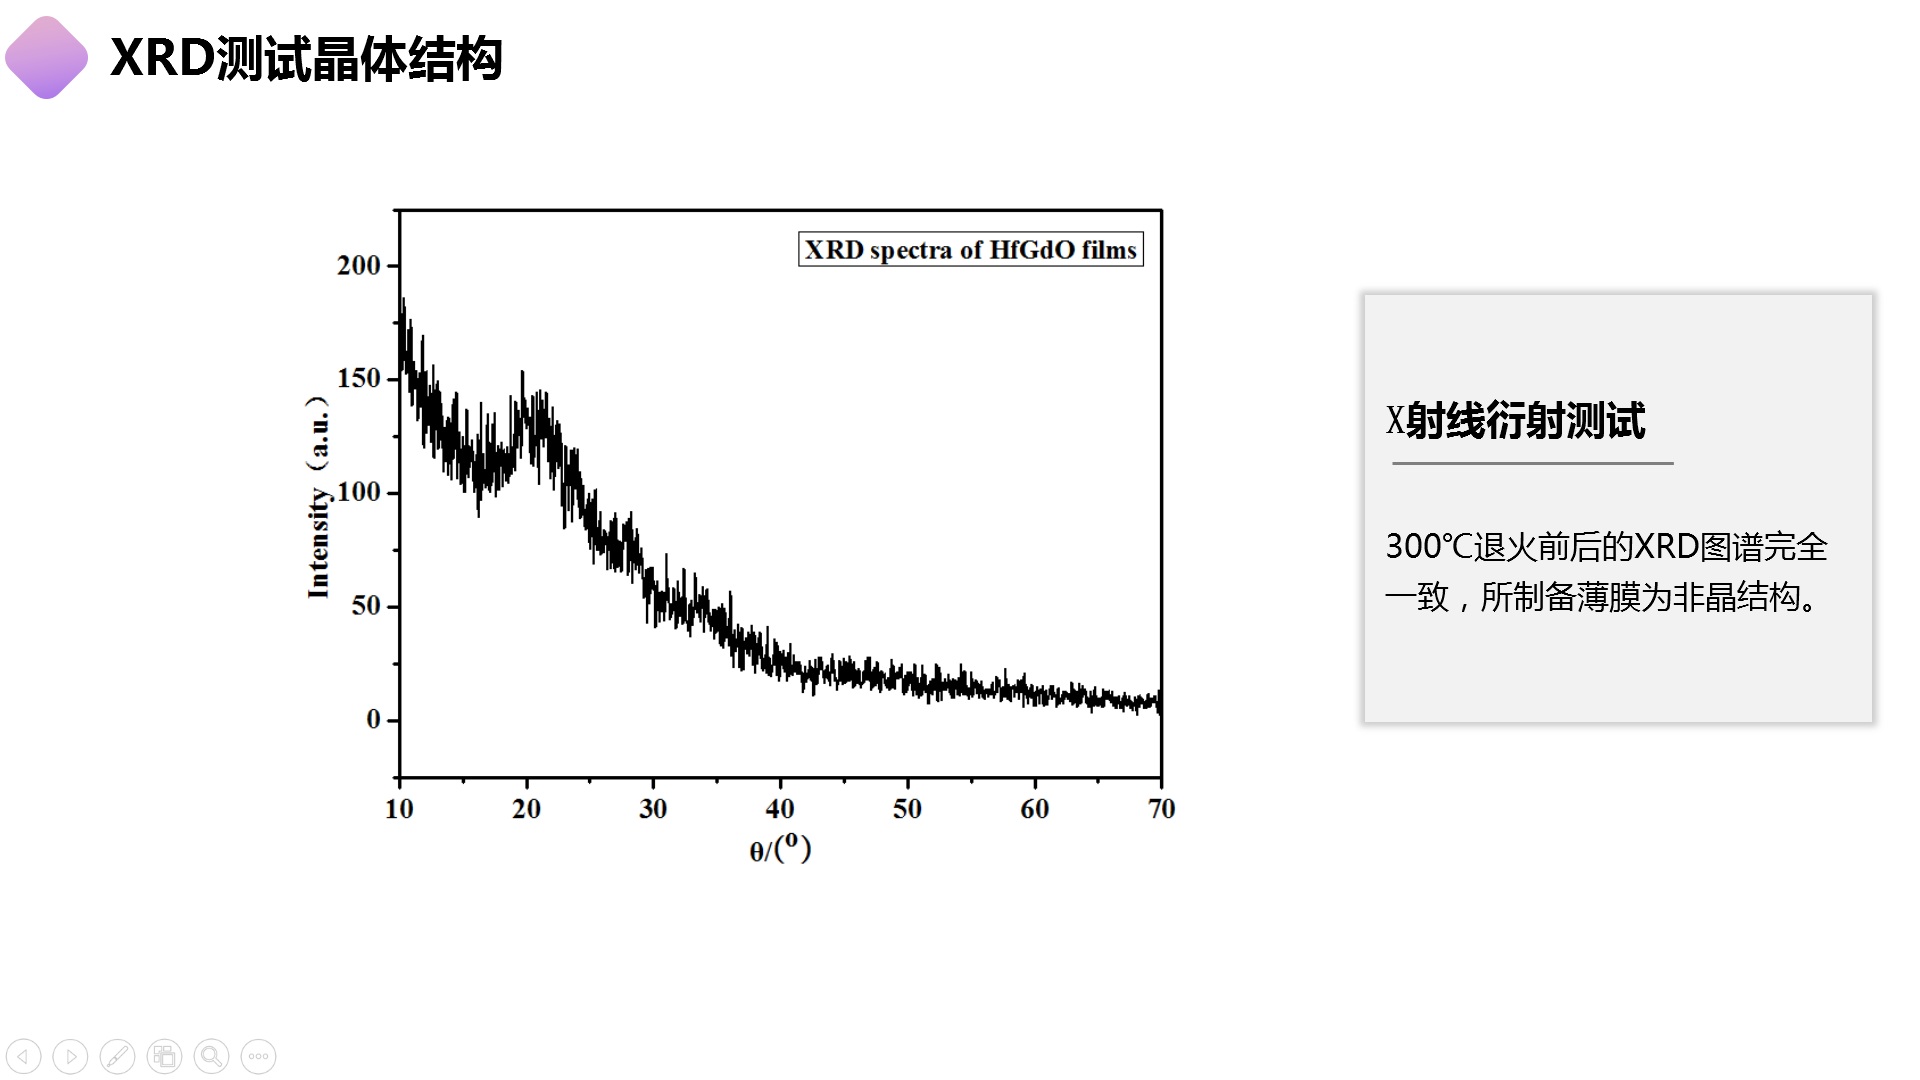 XRD测试晶体结构
XRD spectra of HfGdO films
200
150
100
50
0
Intensity（a.u.）
10 20 30 40 50 60 70
θ/(⁰)
X射线衍射测试
300℃退火前后的XRD图谱完全
一致，所制备薄膜为非晶结构。